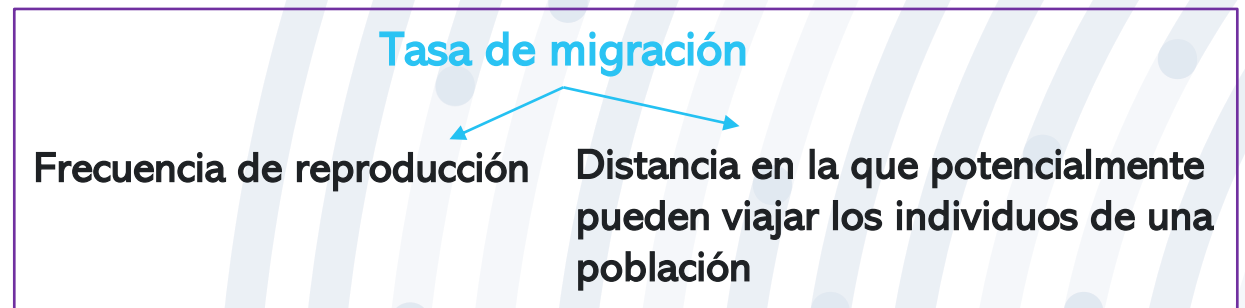 Tasa de migración
Frecuencia de reproducción
Distancia en la que potencialmente
pueden viajar los individuos de una
población